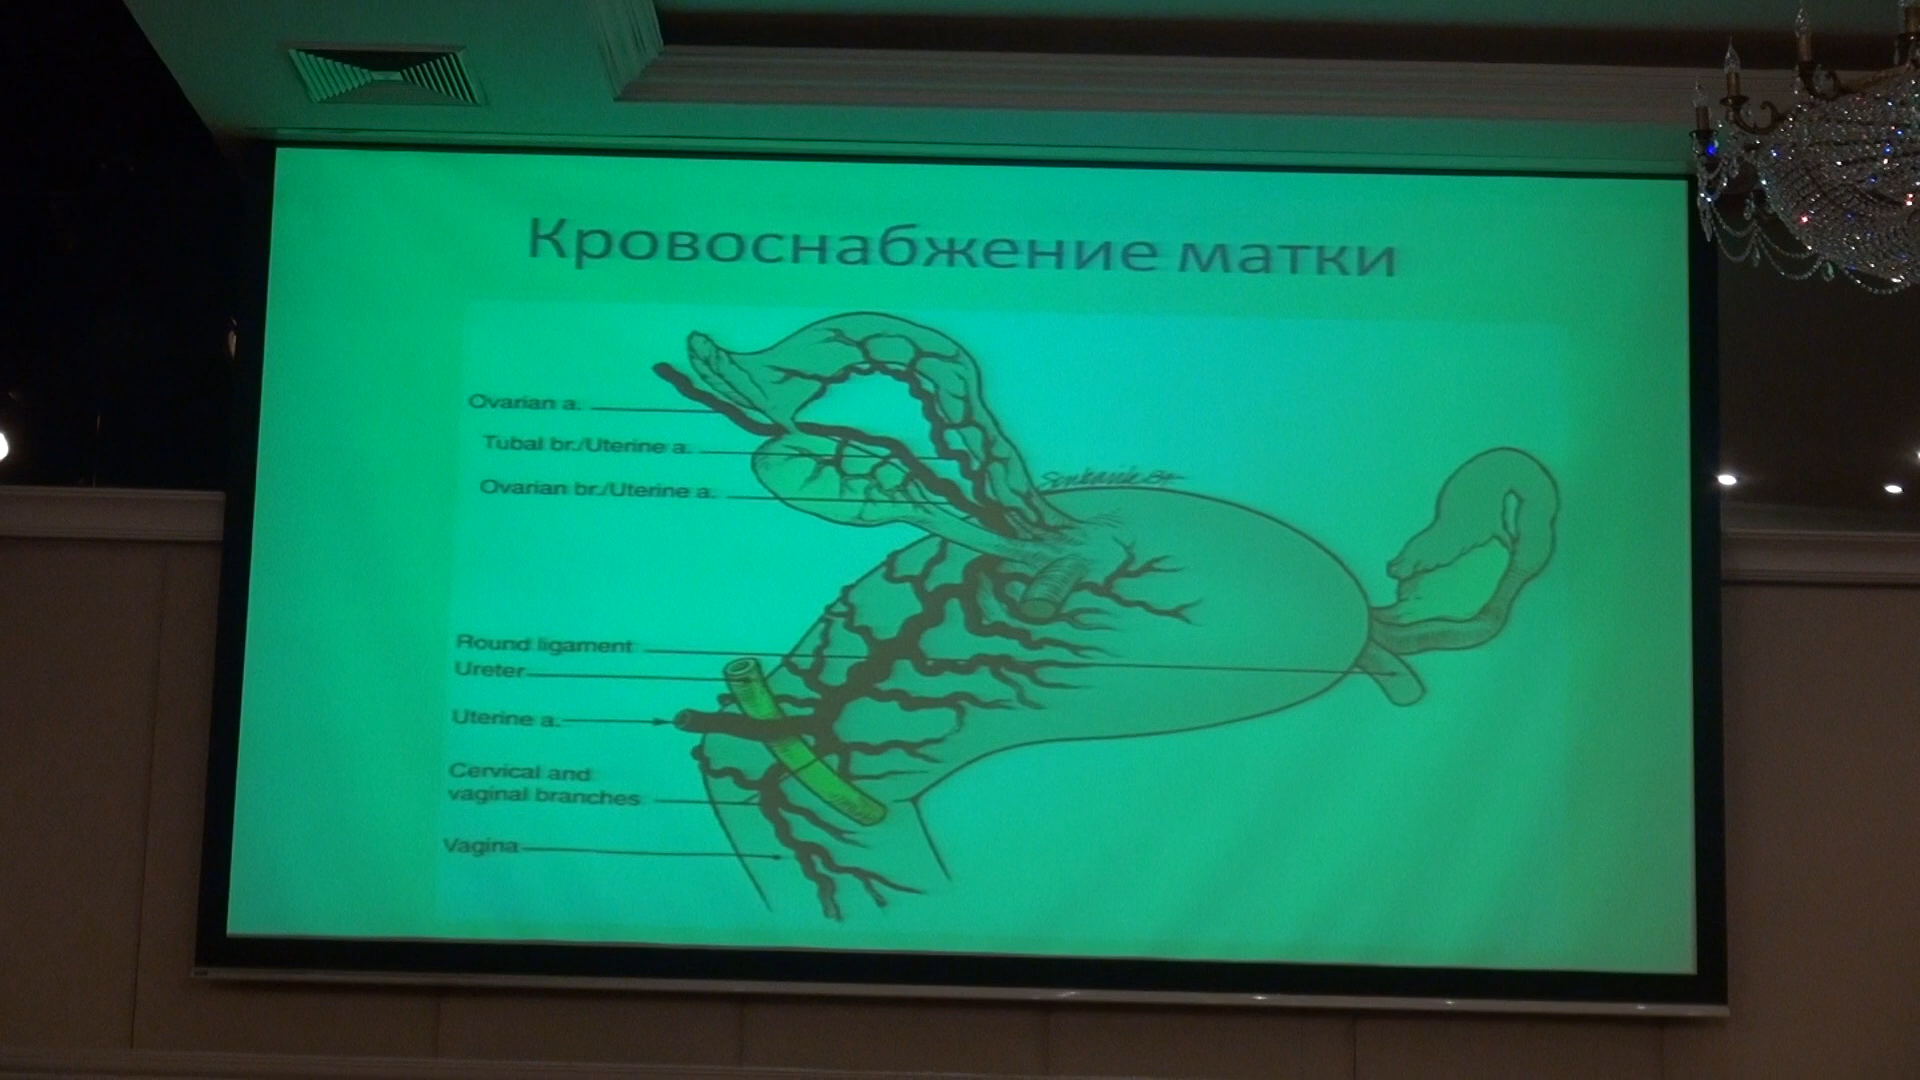 Кровоснабжение матки
Ovarian a.
Tubal br./Uterine a.
Ovarian br./Uterine a.
Round ligament
Ureter
Uterine a.
Cervical and
vaginal branches
Vagina